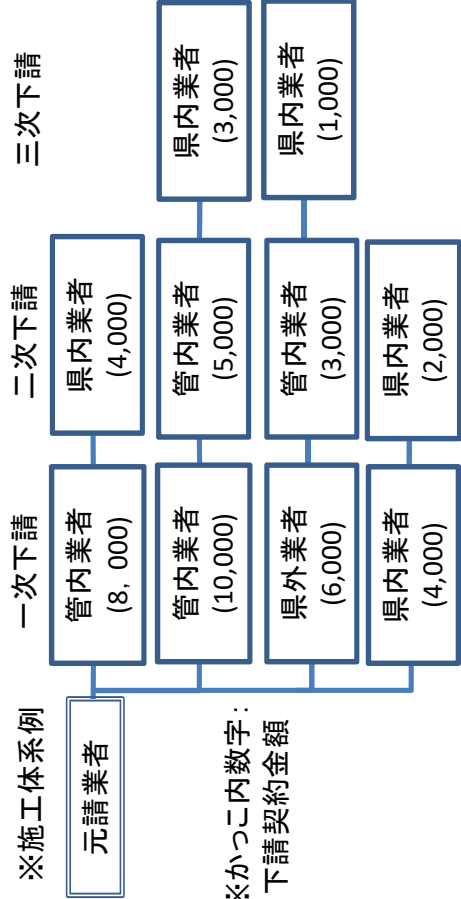 ※施工体系例
一次下請
二次下請
三次下請
元請業者
管内業者
(8, 000)
県内業者
(4,000)
管内業者
(10,000)
管内業者
(5,000)
県内業者
(3,000)
県外業者
(6,000)
管内業者
(3,000)
県内業者
(1,000)
県内業者
(4,000)
県内業者
(2,000)
※かっこ内数字:
下請契約金額